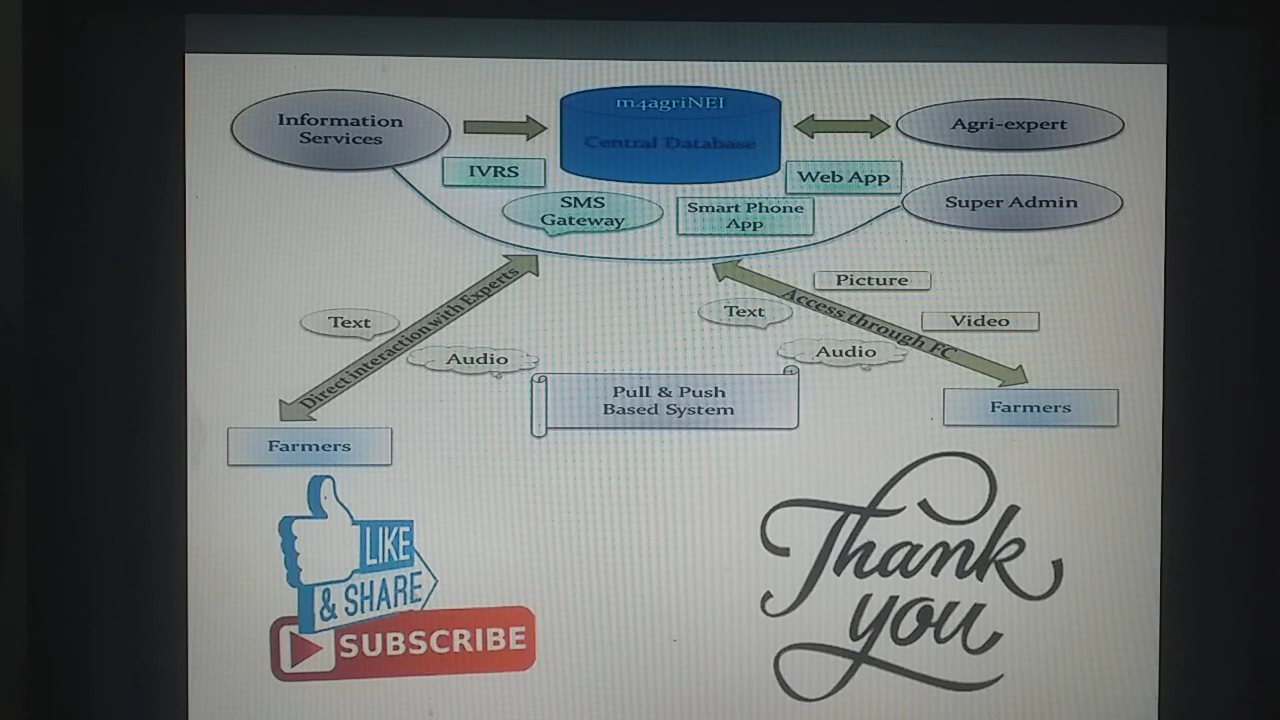 Information
Services
m4agriNEI
Central Database
Agri-expert
IVRS
Web App
SMS
Gateway
Smart Phone
App
Super Admin
Direct interaction with Experts
Access through FC
Picture
Text
Text
Video
Audio
Audio
Pull & Push
Based System
Farmers
Farmers
LIKE
& SHARE
SUBSCRIBE
Thank
you